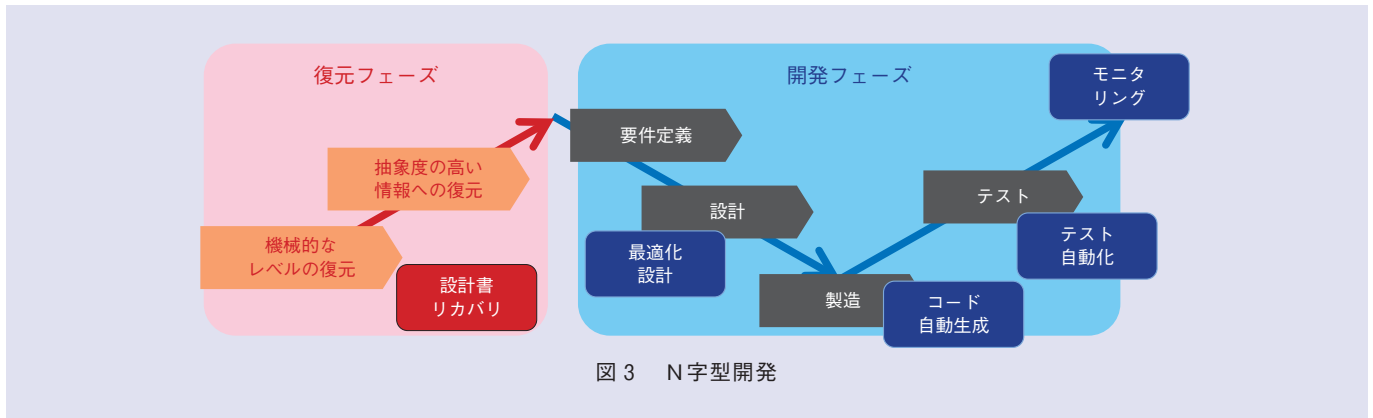 復元フェーズ
抽象度の高い
情報への復元
機械的な
レベルの復元
設計書
リカバリ
開発フェーズ
モニタ
リング
要件定義
設計
最適化
設計
製造
コード
自動生成
テスト
テスト
自動化
図3 N字型開発